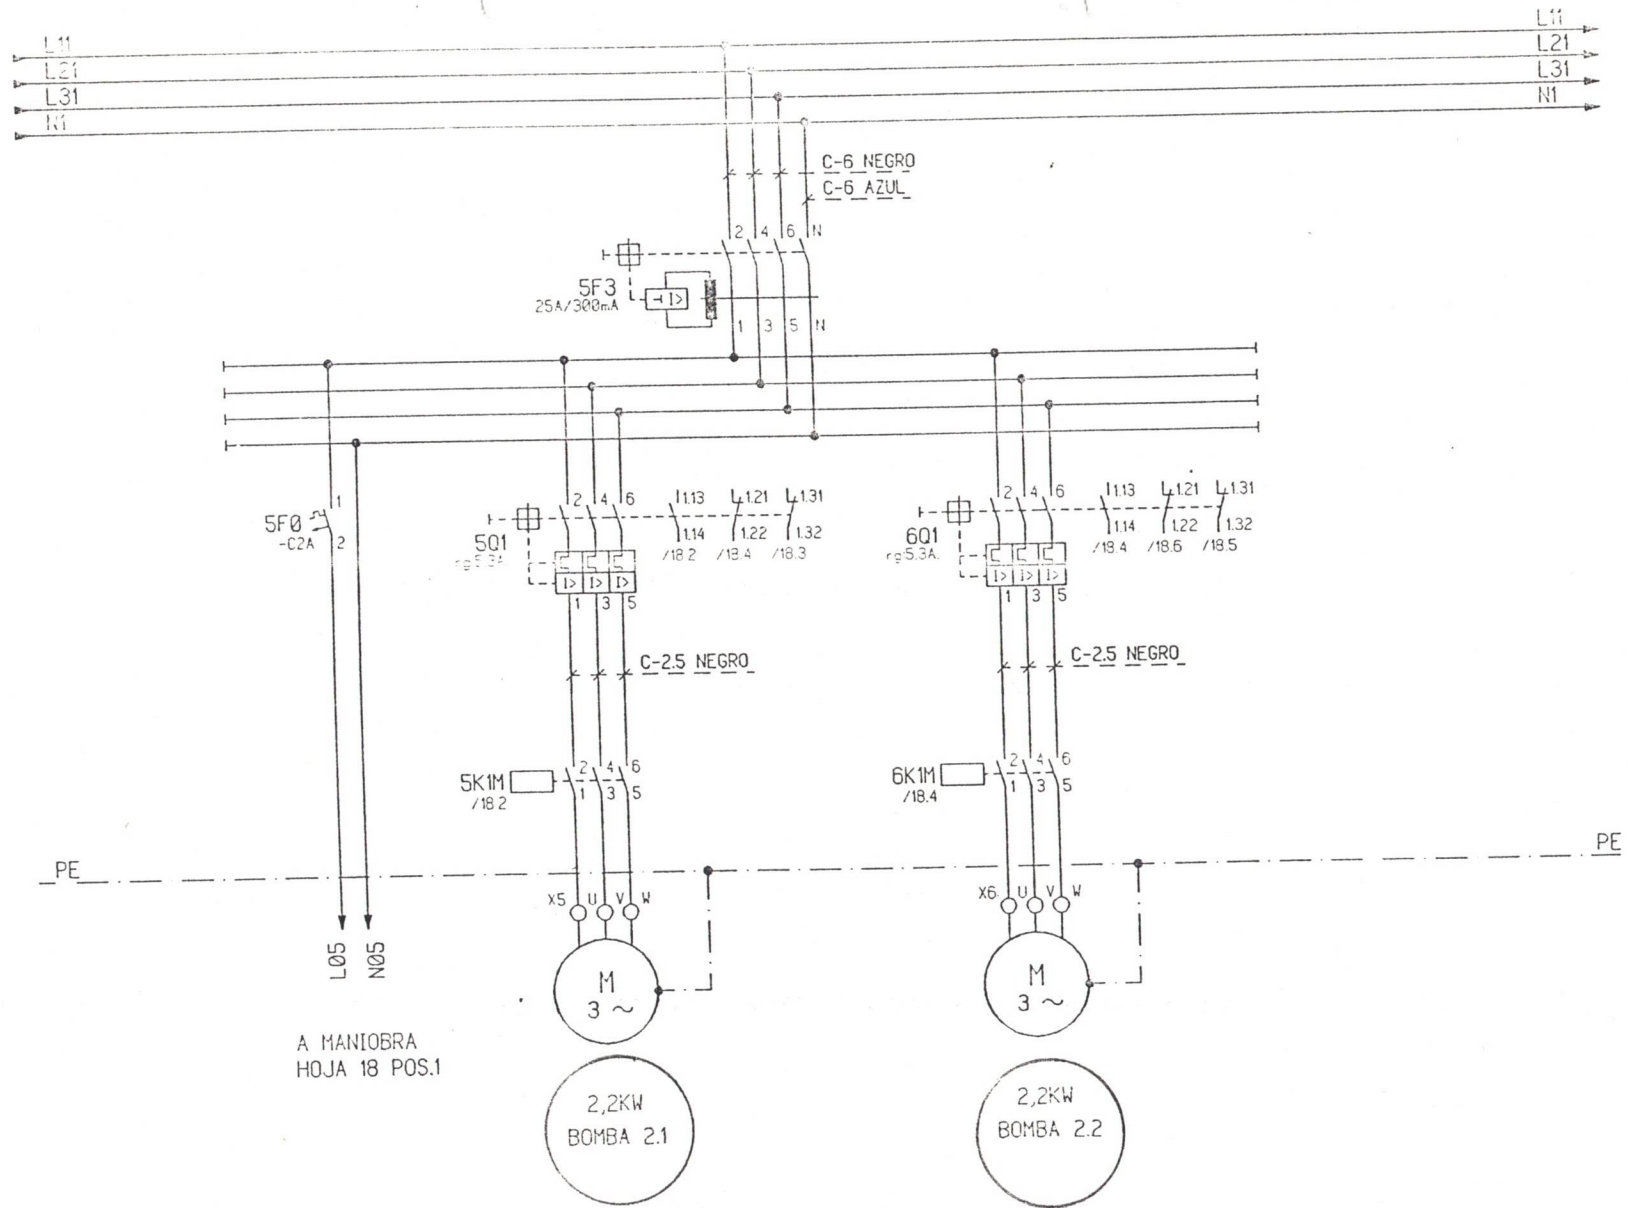 L11
L11
L21
L21
L31
L31
N1
N1
C-6 NEGRO
C-6 AZUL
2 4 6 N
5F3
25A/300mA
I>
1 3 5 N
1
5F0
-C2A
2
2 4 6
1.13 1.21 1.31
5Q1
1.14 1.22 1.32
rg:5.3A
/18.2 /18.4 /18.3
I> I> I>
1 3 5
2 4 6
1.13 1.21 1.31
6Q1
1.14 1.22 1.32
rg:5.3A.
/18.4 /18.6 /18.5
I> I> I>
1 3 5
C-2.5 NEGRO
C-2.5 NEGRO
2 4 6
5K1M
/18.2
1 3 5
2 4 6
6K1M
/18.4
1 3 5
PE
PE
X5 U V W
X6 U V W
L05
N05
M
3 ~
M
3 ~
A MANIOBRA
HOJA 18 POS.1
2,2KW
BOMBA 2.1
2,2KW
BOMBA 2.2